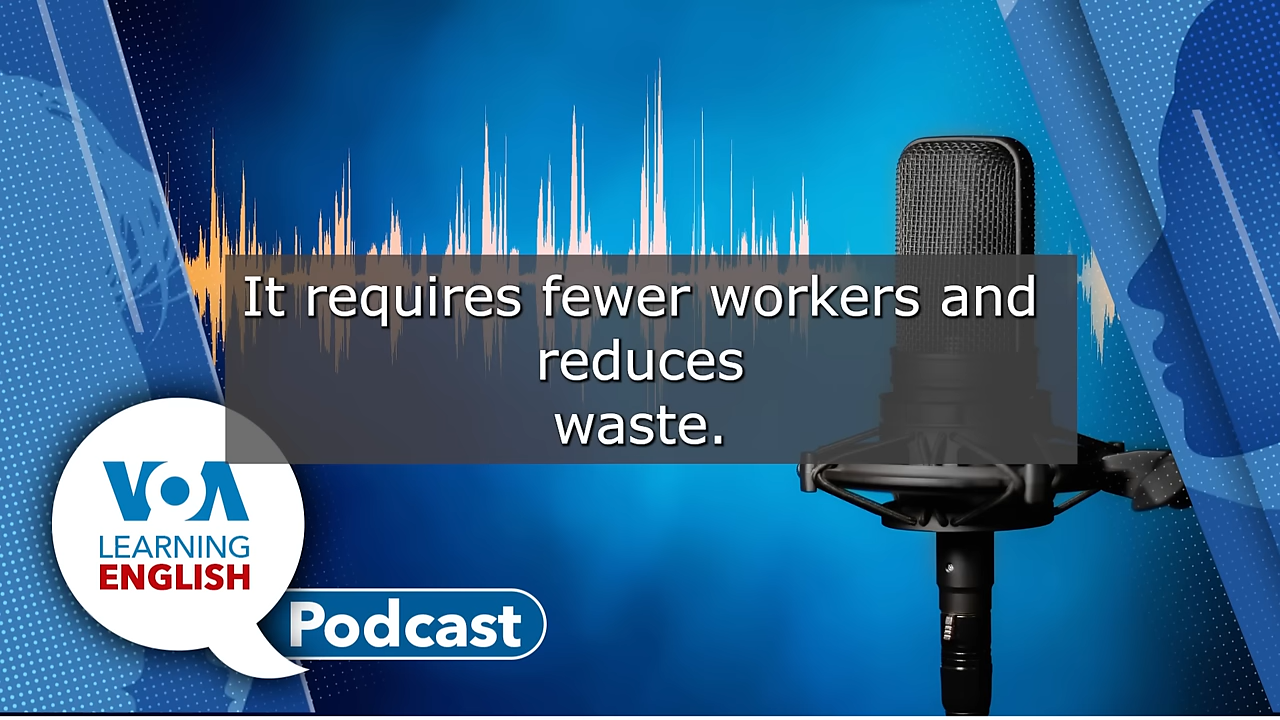 It requires fewer workers and
reduces
waste.
VOA
LEARNING
ENGLISH
Podcast